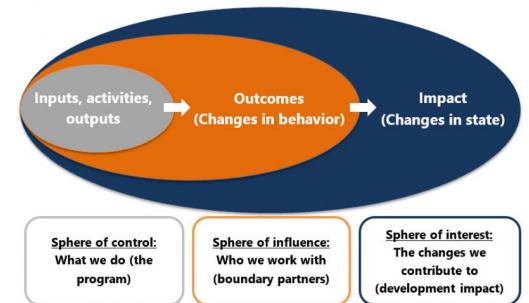 Inputs, activities,
outputs
Outcomes
(Changes in behavior)
Impact
(Changes in state)
Sphere of control:
What we do (the
program)
Sphere of influence:
Who we work with
(boundary partners)
Sphere of interest:
The changes we
contribute to
(development impact)